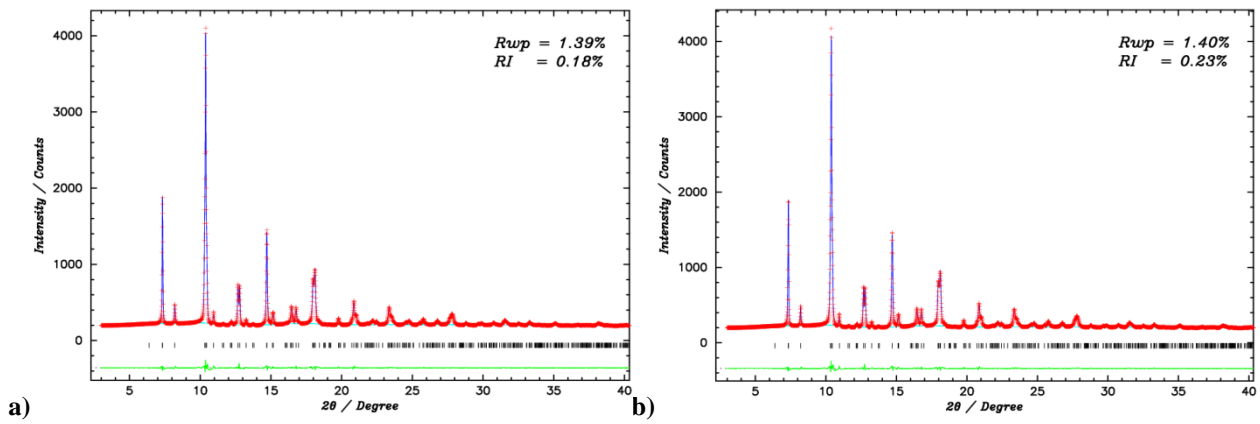 4000
3000
2000
1000
0
Intensity / Counts
Rwp = 1.39%
RI = 0.18%
5 10 15 20 25 30 35 40
2θ / Degree
a)
4000
3000
2000
1000
0
Intensity / Counts
Rwp = 1.40%
RI = 0.23%
5 10 15 20 25 30 35 40
2θ / Degree
b)